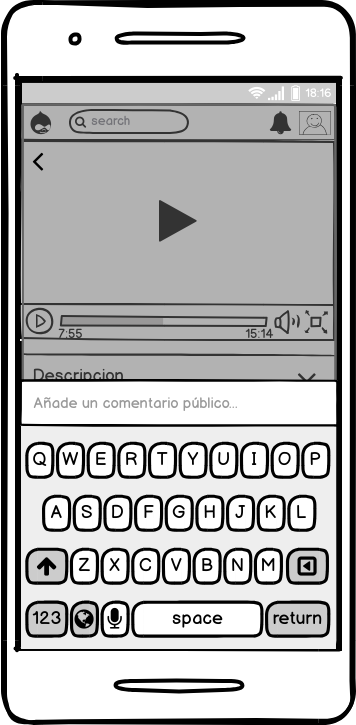 18:16
search
7:55 15:14
Descripcion
Añade un comentario público...
Q W E R T Y U I O P
A S D F G H J K L
Z X C V B N M
123 space return